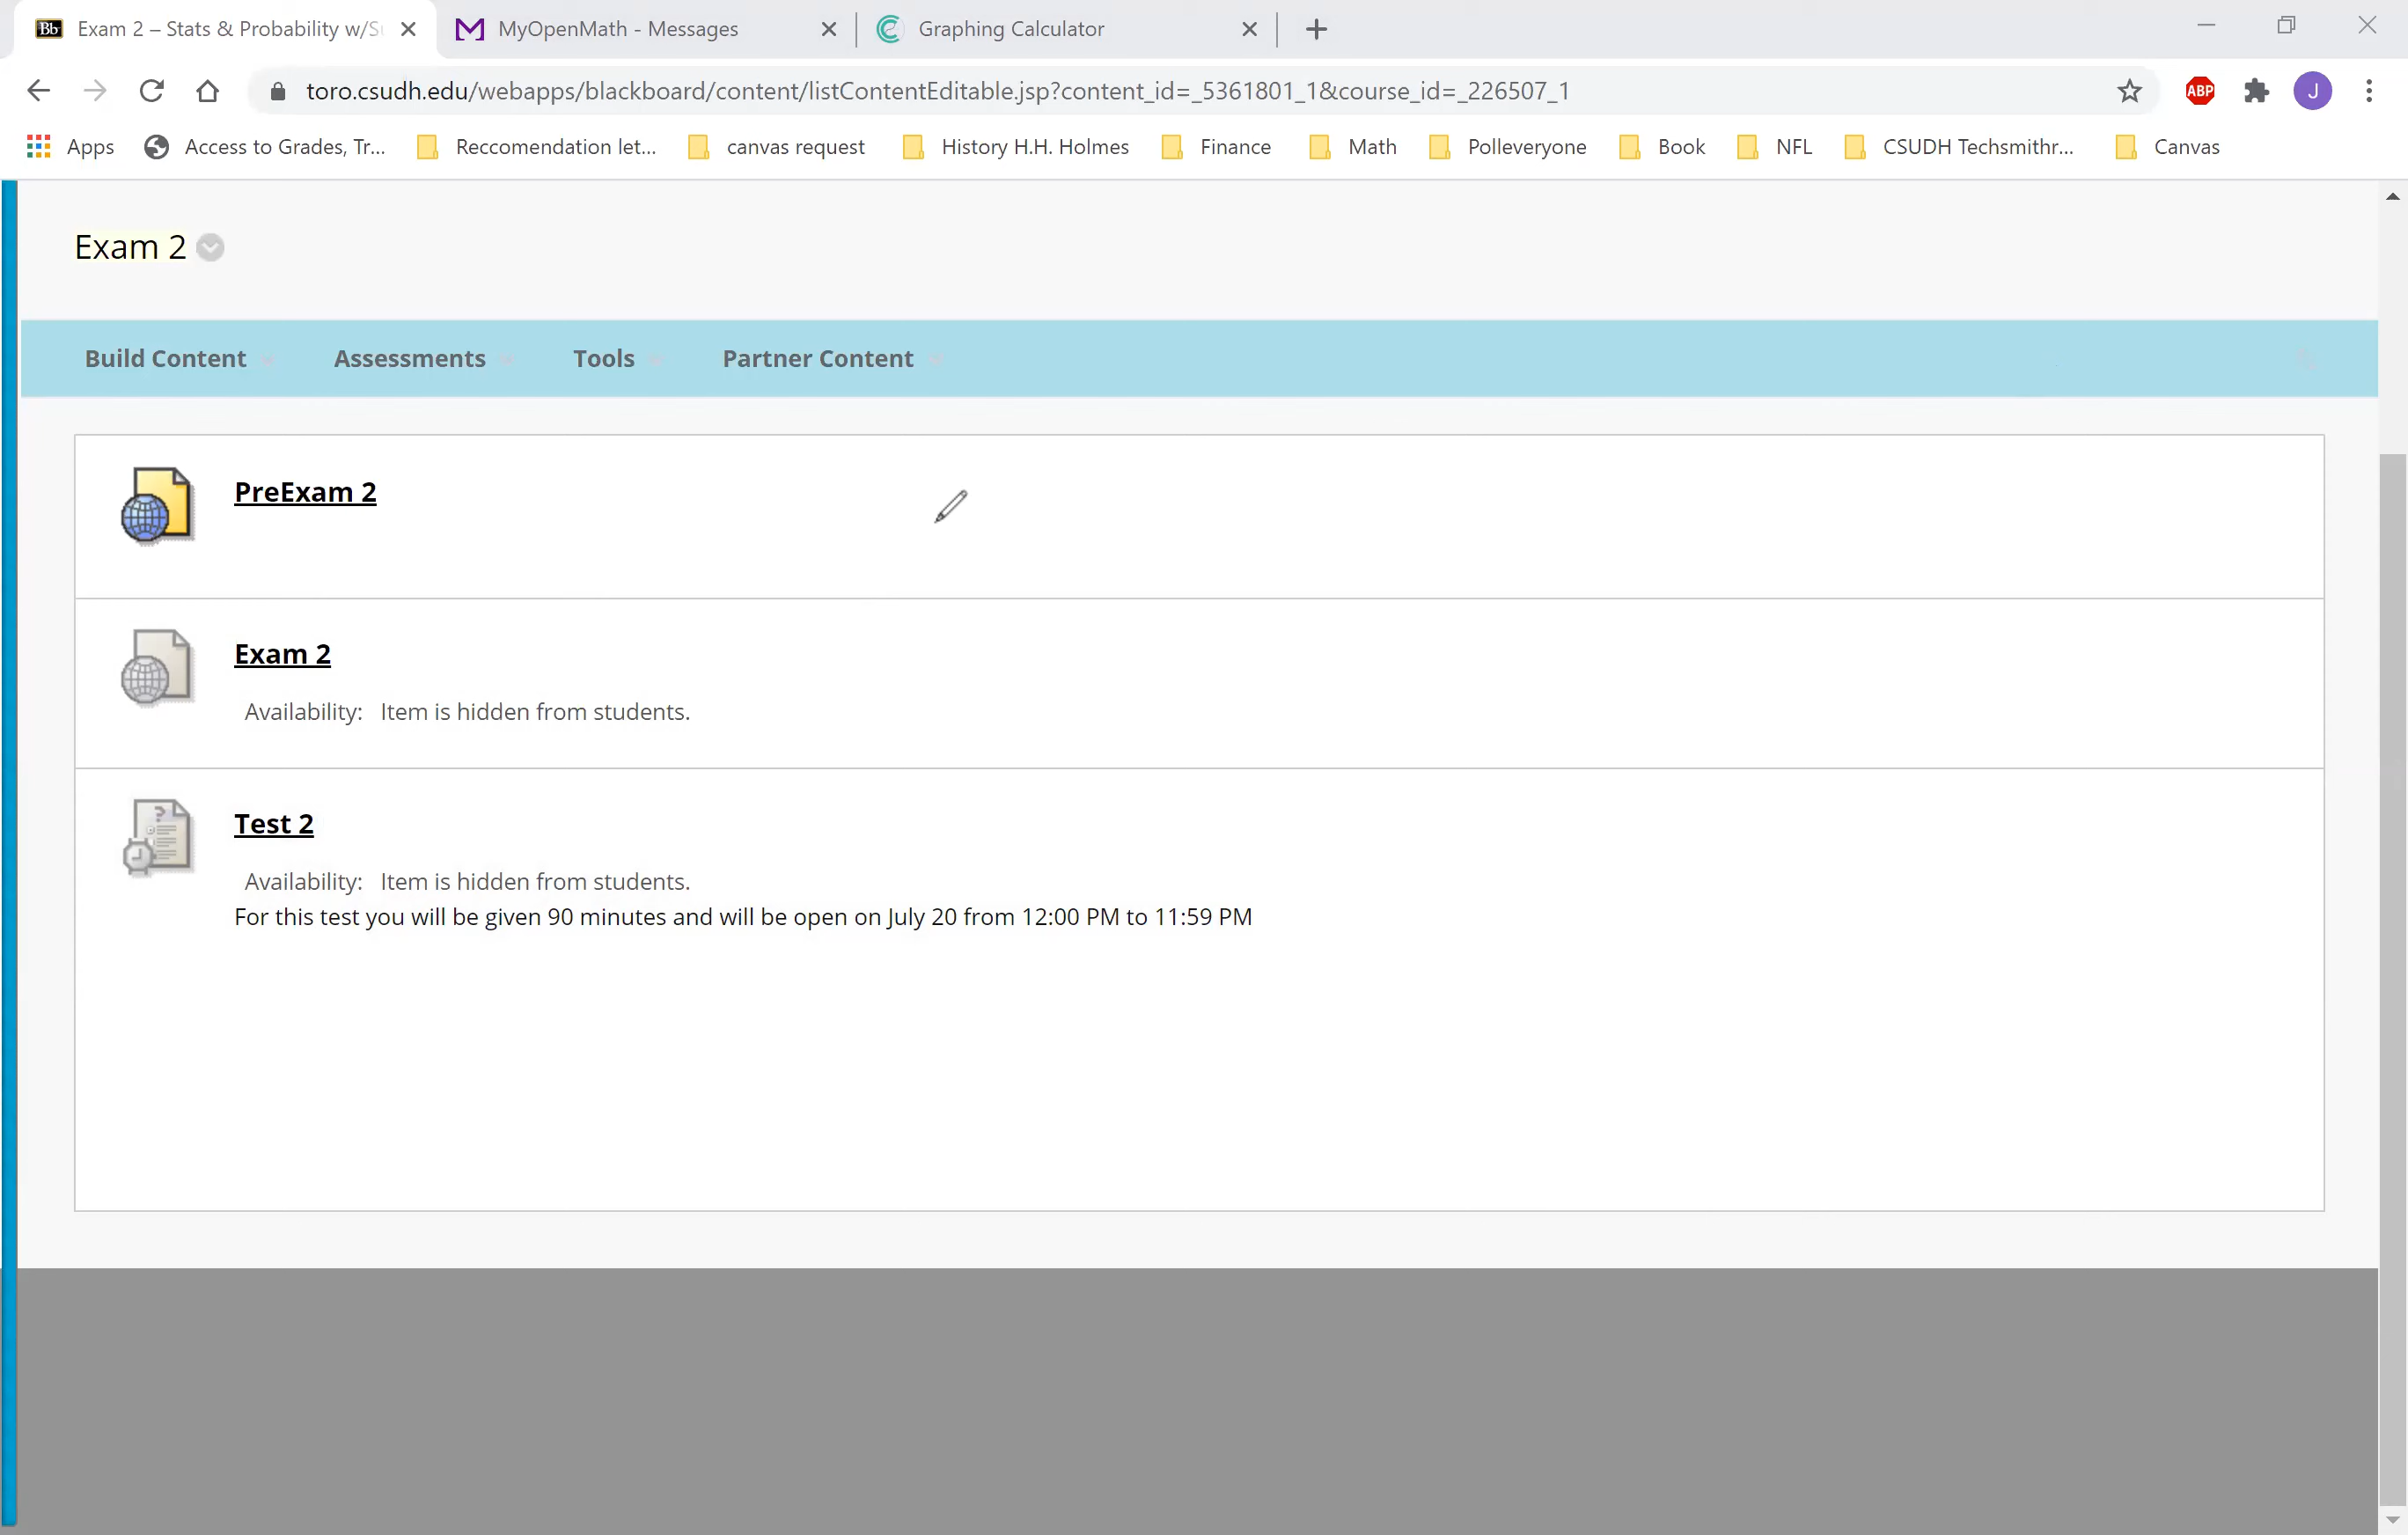 Bb Exam 2 – Stats & Probability w/S MyOpenMath - Messages Graphing Calculator
toro.csudh.edu/webapps/blackboard/content/listContentEditable.jsp?content_id=_5361801_1&course_id=_226507_1 ABP J
Apps Access to Grades, Tr... Reccomendation let... canvas request History H.H. Holmes Finance Math Polleveryone Book NFL CSUDH Techsmithr... Canvas
Exam 2
Build Content Assessments Tools Partner Content
PreExam 2
Exam 2
Availability: Item is hidden from students.
Test 2
Availability: Item is hidden from students.
For this test you will be given 90 minutes and will be open on July 20 from 12:00 PM to 11:59 PM